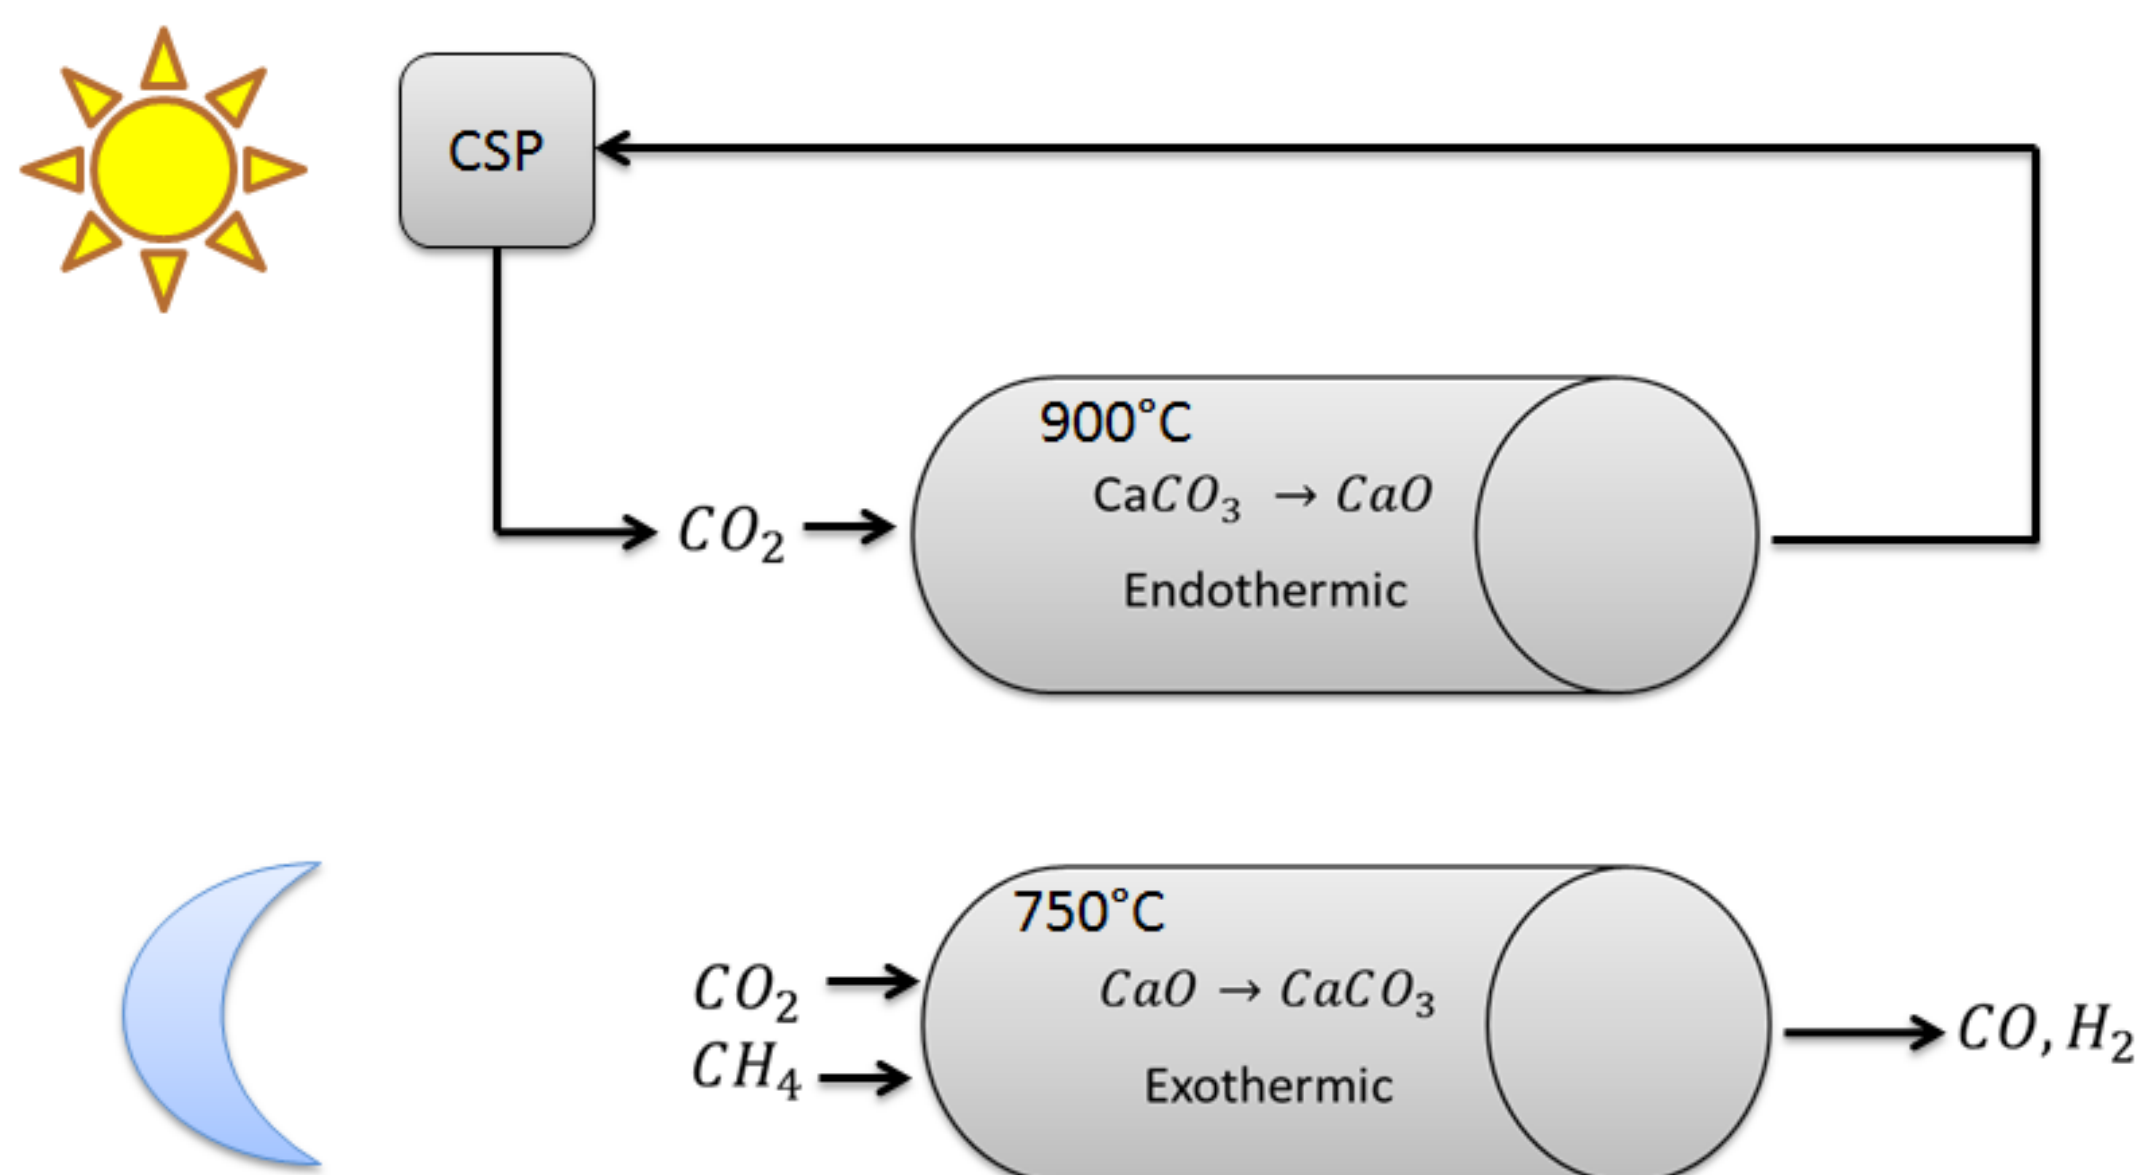 CSP
900°C
CaCO₃ → CaO
CO₂
Endothermic
750°C
CO₂
CaO → CaCO₃
CH₄
Exothermic
CO, H₂